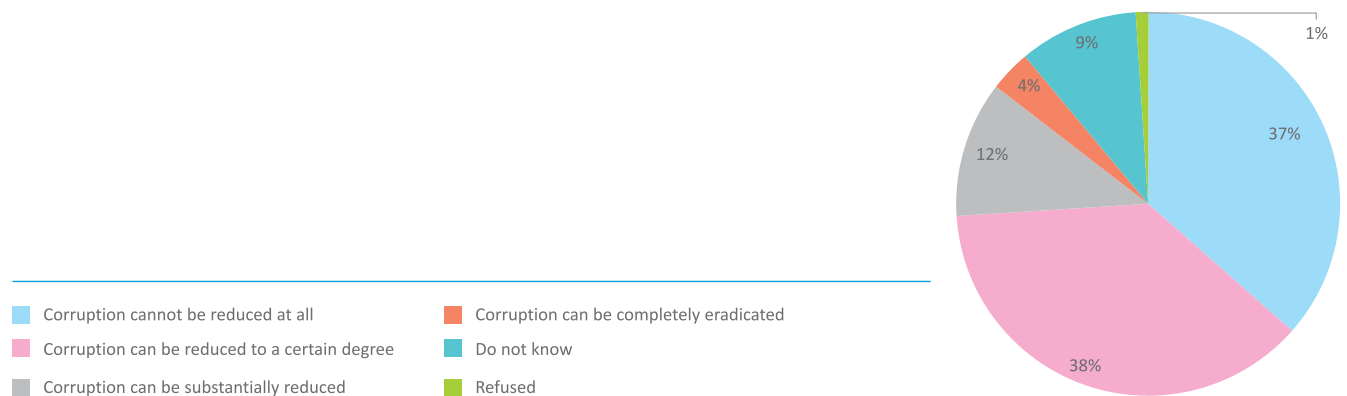 1%
9%
4%
37%
12%
38%
Corruption cannot be reduced at all
Corruption can be reduced to a certain degree
Corruption can be substantially reduced
Corruption can be completely eradicated
Do not know
Refused